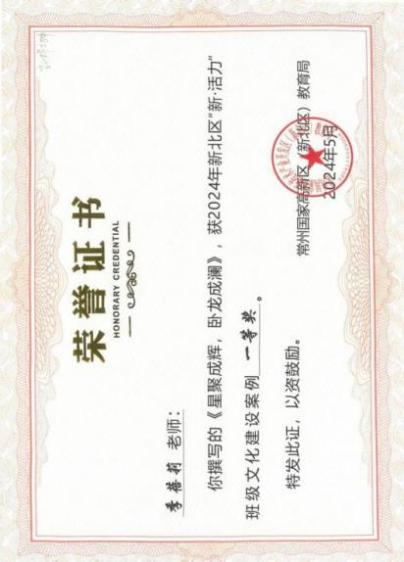 荣誉证书
HONORARY CREDENTIAL
季蓓莉 老师：
你撰写的《星聚成辉，卧龙成澜》，获2024年新北区“新·活力”
班级文化建设案例 一等奖 。
特发此证，以资鼓励。
常州国家高新区（新北区）教育局
2024年5月